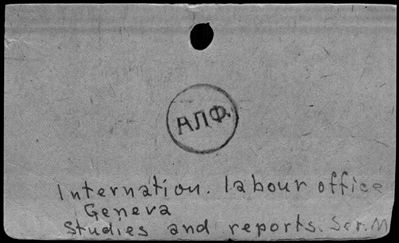 АЛФ.
Internation. labour office
Geneva
Studies and reports. Ser. M